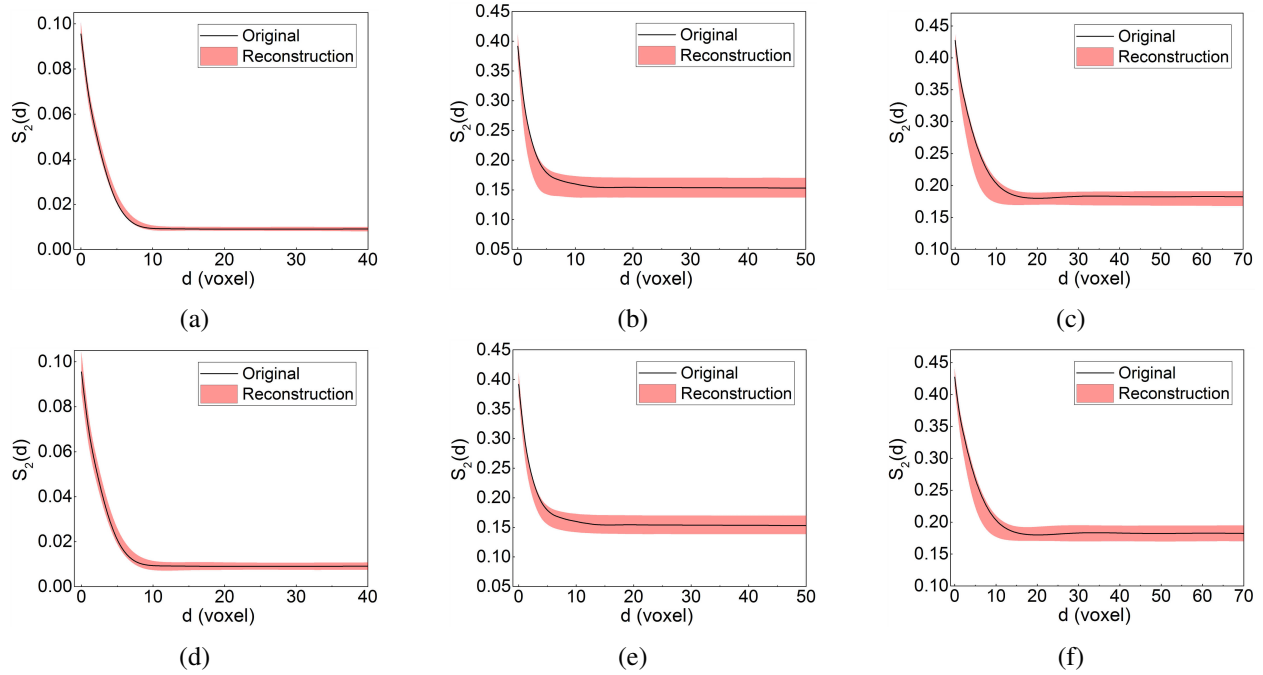 0.10
0.08
0.06
0.04
0.02
0.00
S₂(d)
Original
Reconstruction
0 10 20 30 40
d (voxel)
(a)
0.45
0.40
0.35
0.30
0.25
0.20
0.15
0.10
0.05
S₂(d)
Original
Reconstruction
0 10 20 30 40 50
d (voxel)
(b)
0.45
0.40
0.35
0.30
0.25
0.20
0.15
0.10
S₂(d)
Original
Reconstruction
0 10 20 30 40 50 60 70
d (voxel)
(c)
0.10
0.08
0.06
0.04
0.02
0.00
S₂(d)
Original
Reconstruction
0 10 20 30 40
d (voxel)
(d)
0.45
0.40
0.35
0.30
0.25
0.20
0.15
0.10
0.05
S₂(d)
Original
Reconstruction
0 10 20 30 40 50
d (voxel)
(e)
0.45
0.40
0.35
0.30
0.25
0.20
0.15
0.10
S₂(d)
Original
Reconstruction
0 10 20 30 40 50 60 70
d (voxel)
(f)